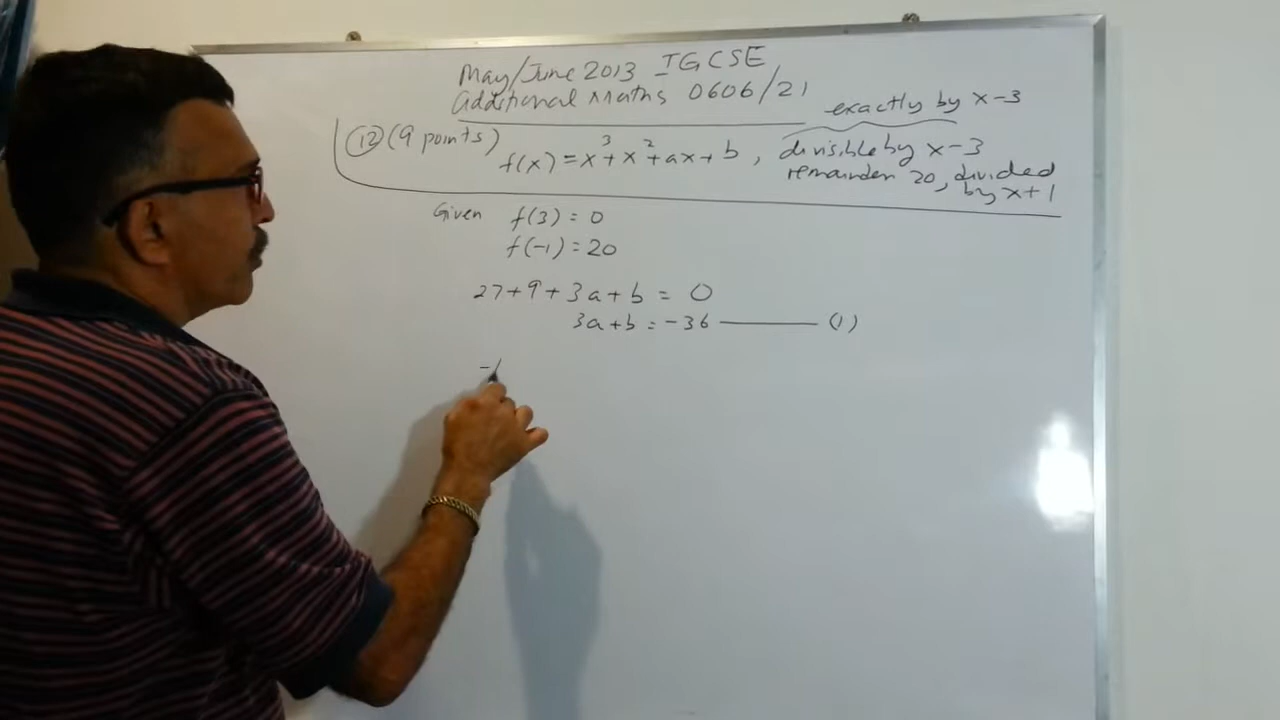 May/June 2013 IGCSE
Additional Maths 0606/21
exactly by x-3
(12) (9 points) f(x) = x³+x²+ax+b, divisible by x-3
remainder 20, divided
by x+1
Given f(3) = 0
f(-1) = 20
27+9+3a+b = 0
3a+b = -36 ——— (1)
-1